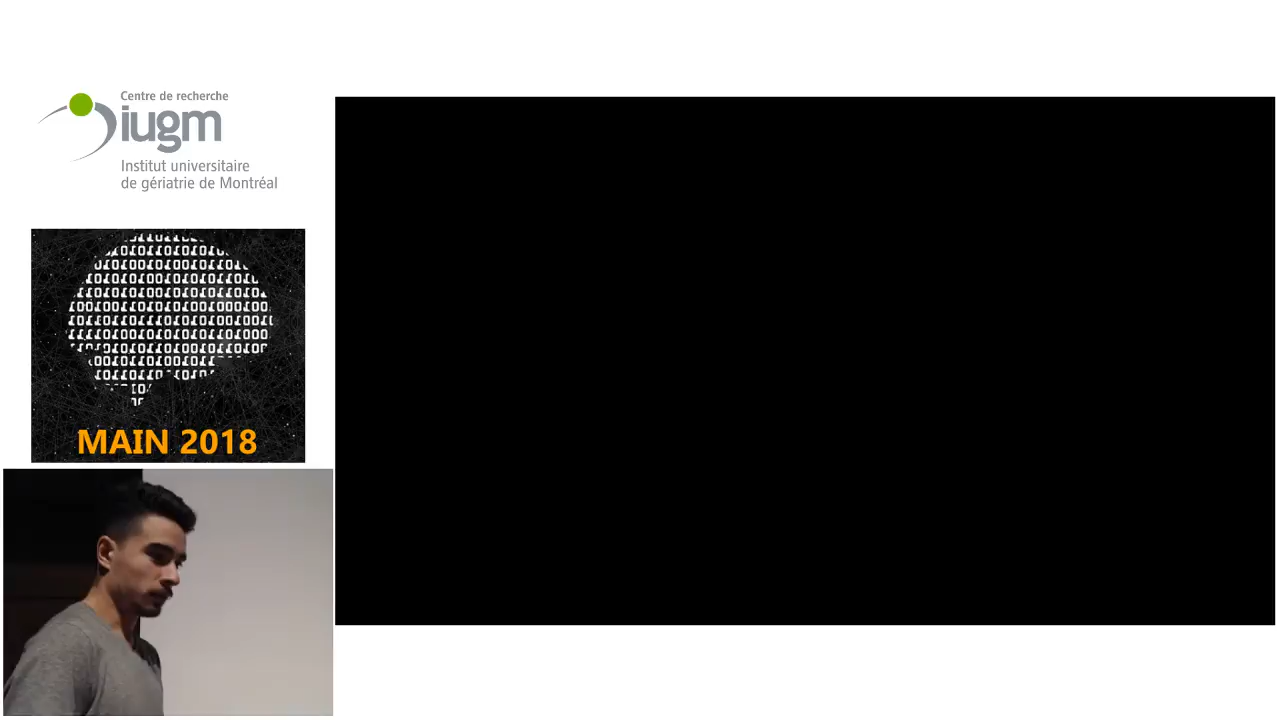 Centre de recherche
iugm
Institut universitaire
de gériatrie de Montréal
MAIN 2018